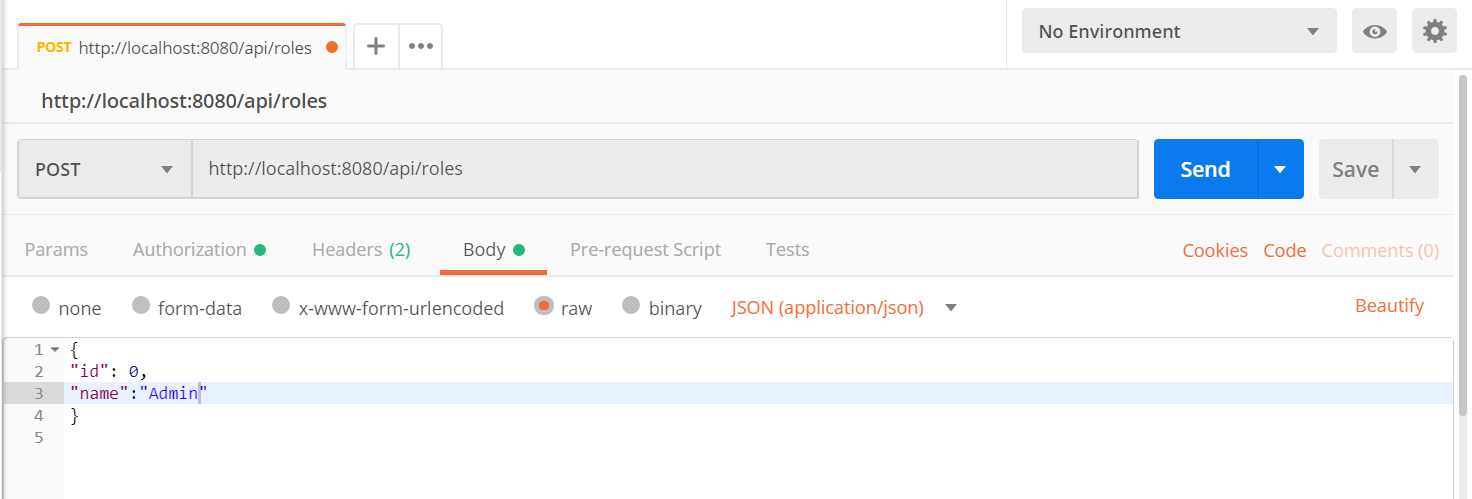 POST http://localhost:8080/api/roles
No Environment
http://localhost:8080/api/roles
POST http://localhost:8080/api/roles Send Save
Params Authorization Headers (2) Body Pre-request Script Tests Cookies Code Comments (0)
none form-data x-www-form-urlencoded raw binary JSON (application/json) Beautify
1 {
2 "id": 0,
3 "name":"Admin"
4 }
5